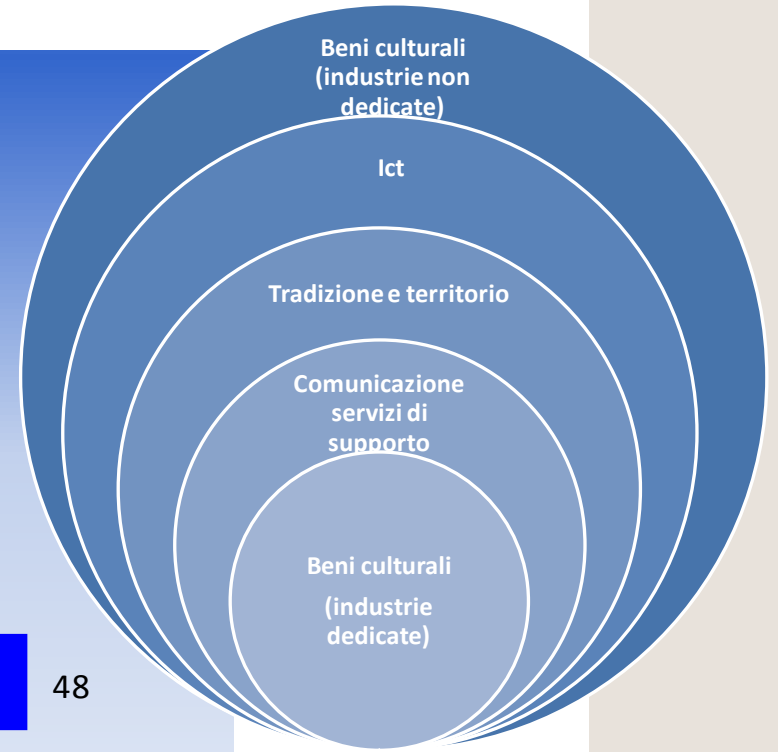 Beni culturali
(industrie non
dedicate)
Ict
Tradizione e territorio
Comunicazione
servizi di
supporto
Beni culturali
(industrie
dedicate)
48